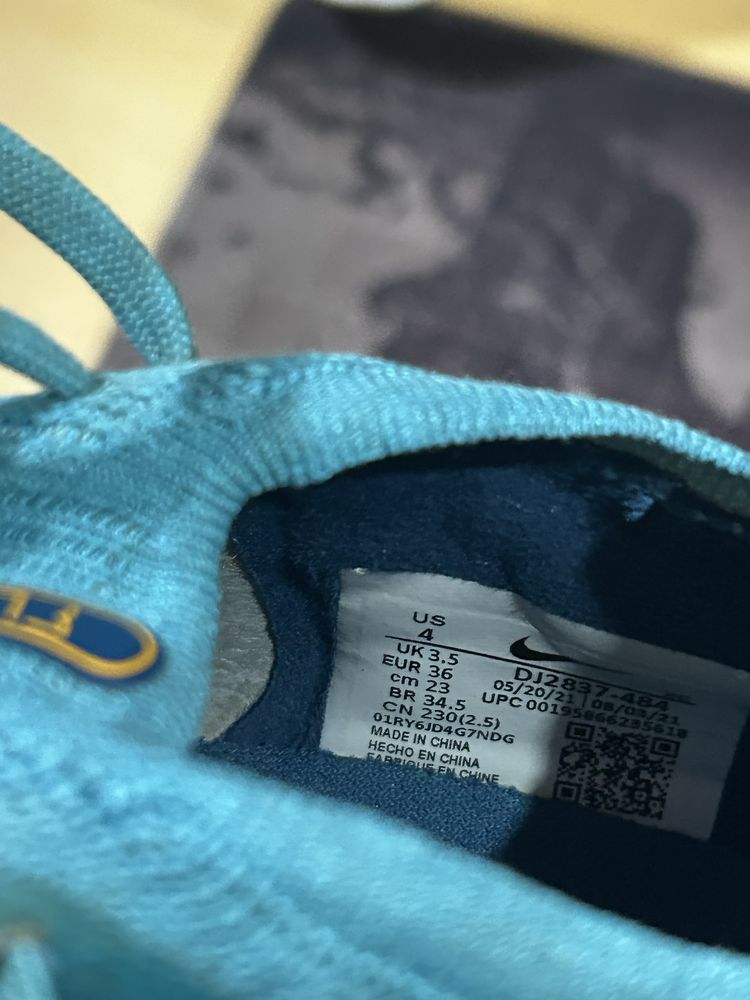 US
4
UK 3.5
EUR 36
cm 23
BR 34.5
CN 230(2.5)
01RY6JD4G7NDG
MADE IN CHINA
HECHO EN CHINA
FABRIQUE EN CHINE
DJ2837-484
05/20/21 08/03/21
UPC 00195866235618